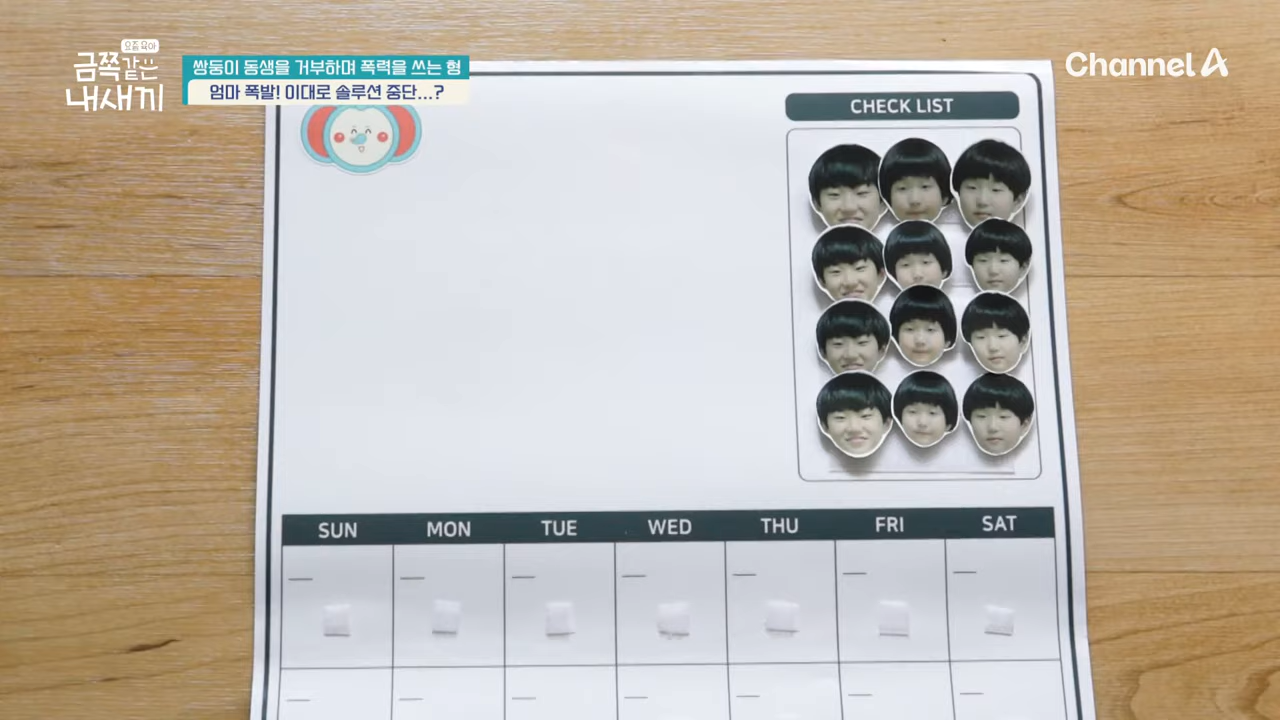 요즘 육아
금쪽같은
내새끼
쌍둥이 동생을 거부하며 폭력을 쓰는 형
엄마 폭발! 이대로 솔루션 중단...?
Channel A
CHECK LIST
SUN MON TUE WED THU FRI SAT